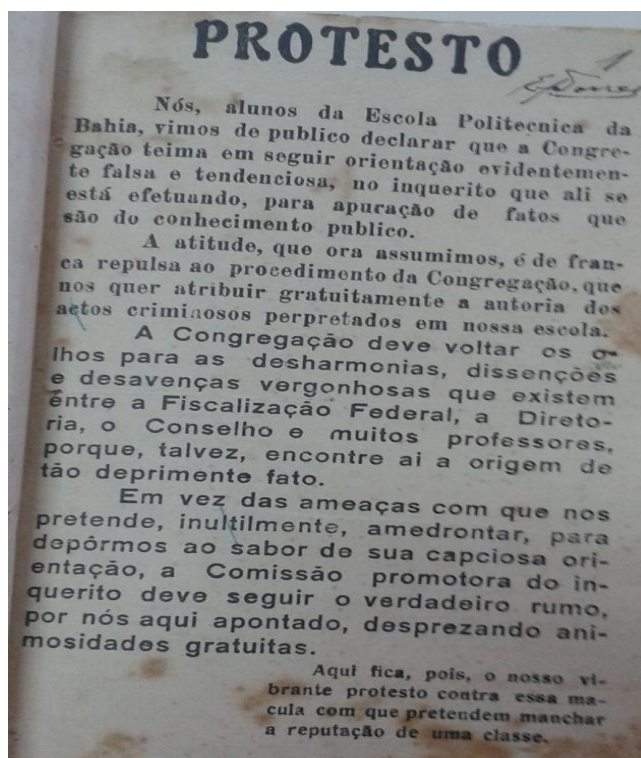 PROTESTO
Nós, alunos da Escola Politecnica da
Bahia, vimos de publico declarar que a Congre-
gação teima em seguir orientação evidentemen-
te falsa e tendenciosa, no inquerito que ali se
está efetuando, para apuração de fatos que
são do conhecimento publico.
A atitude, que ora assumimos, é de fran-
ca repulsa ao procedimento da Congregação, que
nos quer atribuir gratuitamente a autoria dos
actos criminosos perpretados em nossa escola.
A Congregação deve voltar os o-
lhos para as desharmonias, dissenções
e desavenças vergonhosas que existem
entre a Fiscalização Federal, a Direto-
ria, o Conselho e muitos professores,
porque, talvez, encontre ai a origem de
tão deprimente fato.
Em vez das ameaças com que nos
pretende, inultilmente, amedrontar, para
depôrmos ao sabor de sua capciosa ori-
entação, a Comissão promotora do in-
querito deve seguir o verdadeiro rumo,
por nós aqui apontado, desprezando ani-
mosidades gratuitas.
Aqui fica, pois, o nosso vi-
brante protesto contra essa ma-
cula com que pretendem manchar
a reputação de uma classe.